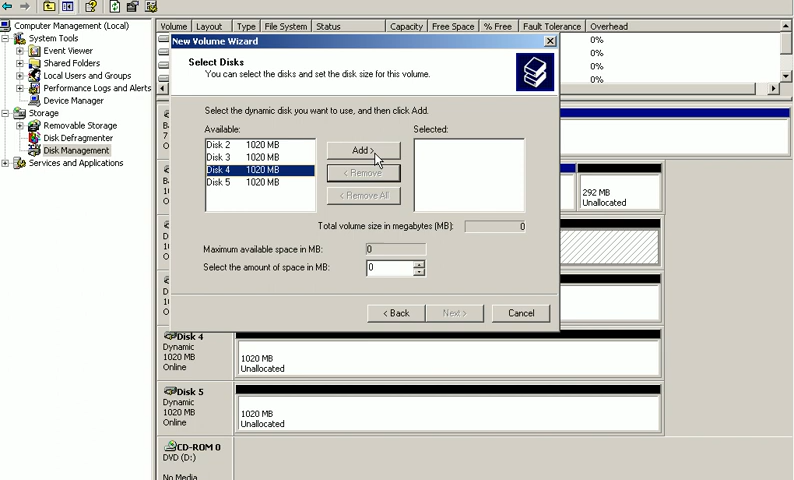 Computer Management (Local)
System Tools
Event Viewer
Shared Folders
Local Users and Groups
Performance Logs and Alerts
Device Manager
Storage
Removable Storage
Disk Defragmenter
Disk Management
Services and Applications
Volume Layout Type File System Status Capacity Free Space % Free Fault Tolerance Overhead
0%
0%
0%
0%
New Volume Wizard
Select Disks
You can select the disks and set the disk size for this volume.
Select the dynamic disk you want to use, and then click Add.
Available: Selected:
Disk 2 1020 MB
Disk 3 1020 MB
Disk 4 1020 MB
Disk 5 1020 MB
Add >
< Remove
< Remove All
Total volume size in megabytes (MB): 0
Maximum available space in MB: 0
Select the amount of space in MB: 0
< Back Next > Cancel
292 MB
Unallocated
Disk 4
Dynamic
1020 MB
Online
1020 MB
Unallocated
Disk 5
Dynamic
1020 MB
Online
1020 MB
Unallocated
CD-ROM 0
DVD (D:)
No Media